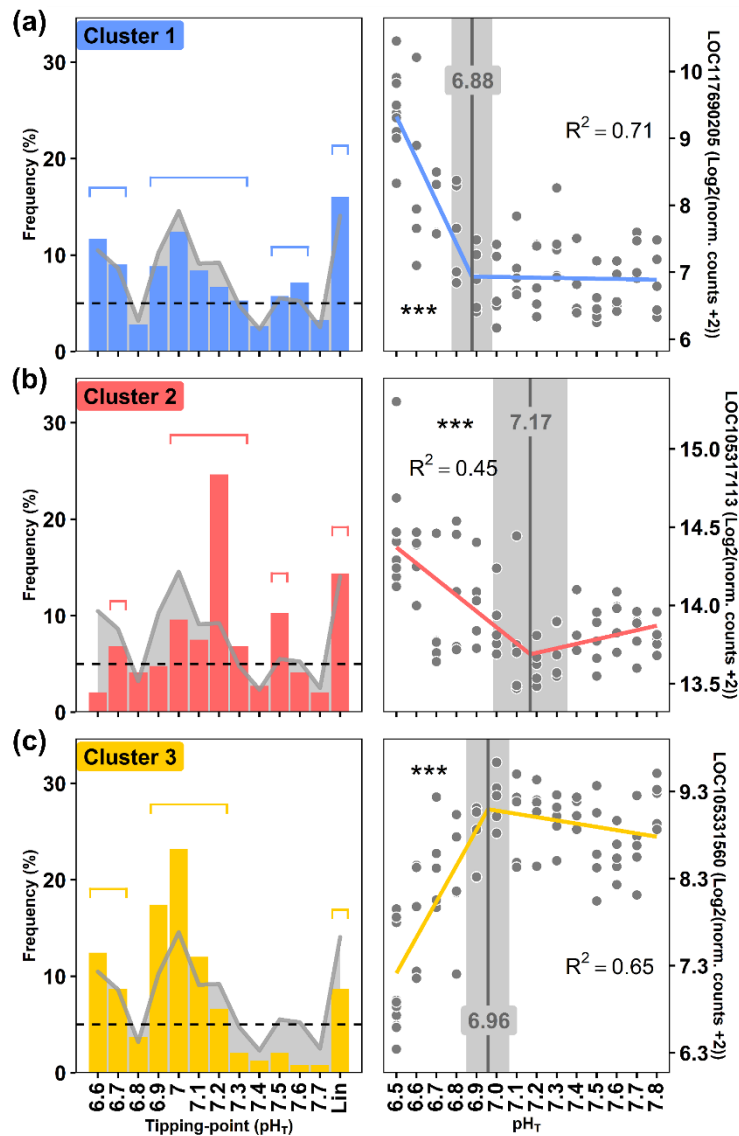 (a)
Cluster 1
Frequency (%)
30
20
10
0
6.88
R² = 0.71
***
10
9
8
7
6
LOC117690205 (Log2(norm. counts +2))
(b)
Cluster 2
Frequency (%)
30
20
10
0
***
7.17
R² = 0.45
15.0
14.5
14.0
13.5
LOC105317113 (Log2(norm. counts +2))
(c)
Cluster 3
Frequency (%)
30
20
10
0
***
R² = 0.65
6.96
9.3
8.3
7.3
6.3
LOC105331560 (Log2(norm. counts +2))
6.6 6.7 6.8 6.9 7 7.1 7.2 7.3 7.4 7.5 7.6 7.7 Lin
Tipping-point (pHT)
6.5 6.6 6.7 6.8 6.9 7.0 7.1 7.2 7.3 7.4 7.5 7.6 7.7 7.8
pHT